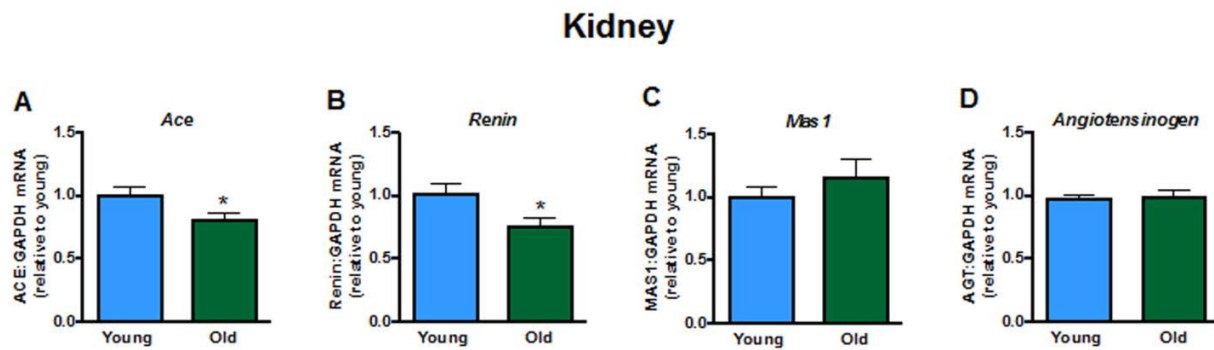 Kidney
A
Ace
ACE:GAPDH mRNA
(relative to young)
1.5
1.0
0.5
0.0
*
Young Old
B
Renin
Renin:GAPDH mRNA
(relative to young)
1.5
1.0
0.5
0.0
*
Young Old
C
Mas1
MAS1:GAPDH mRNA
(relative to young)
1.5
1.0
0.5
0.0
Young Old
D
Angiotensinogen
AGT:GAPDH mRNA
(relative to young)
1.5
1.0
0.5
0.0
Young Old